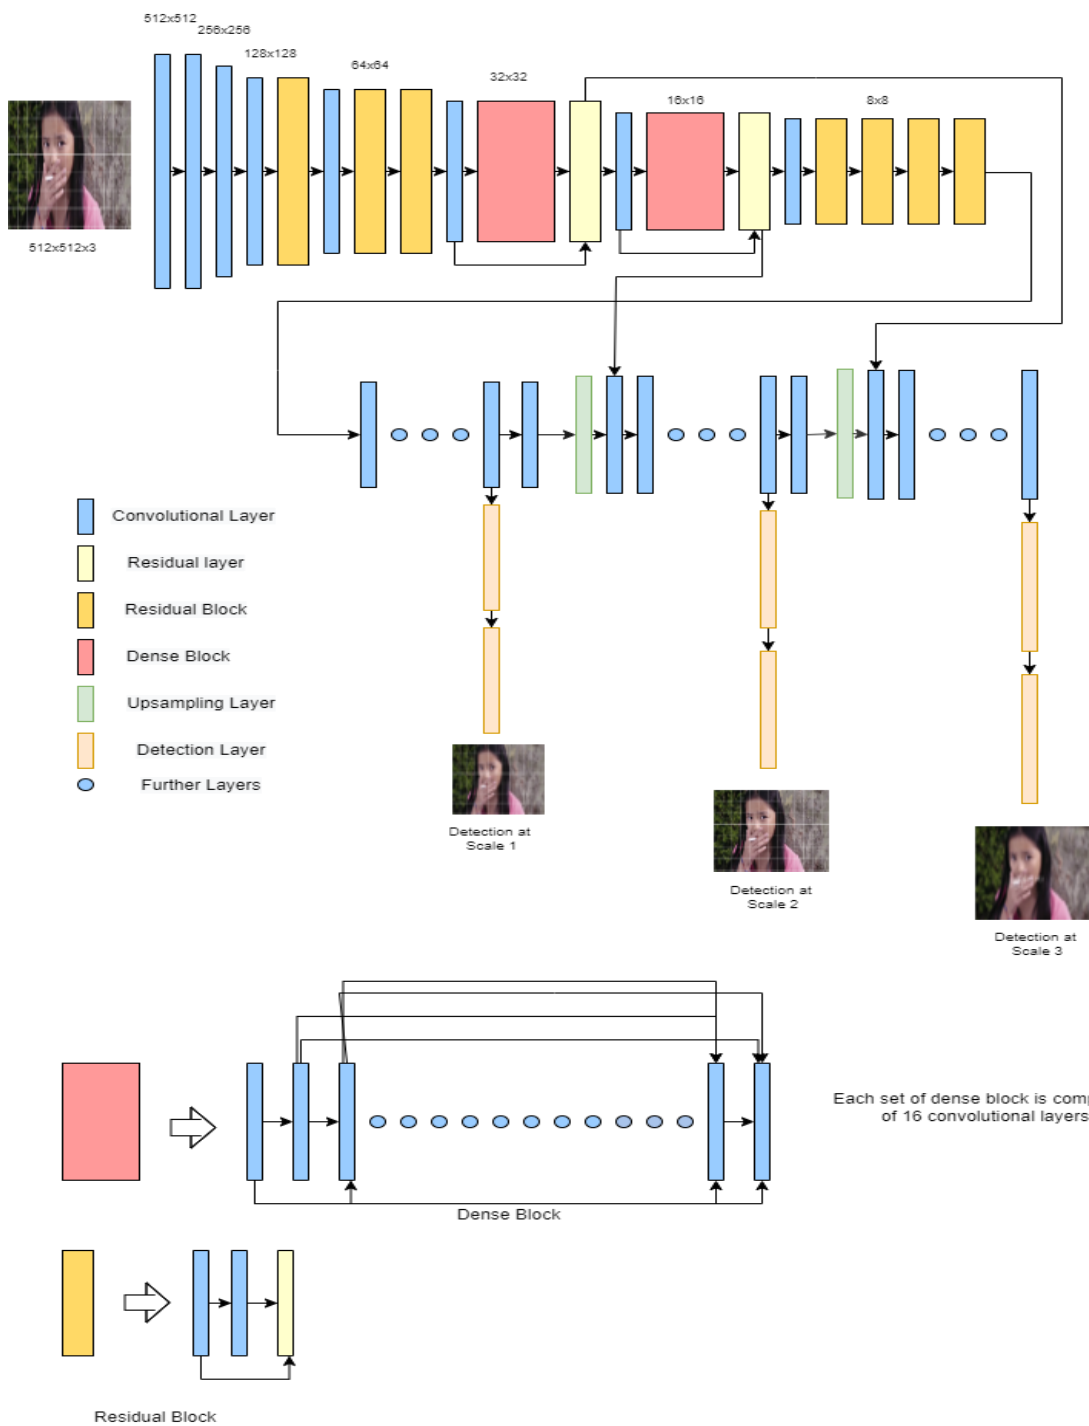 512x512
256x256
128x128
64x64
32x32
16x16
8x8
512x512x3
Convolutional Layer
Residual layer
Residual Block
Dense Block
Upsampling Layer
Detection Layer
Further Layers
Detection at
Scale 1
Detection at
Scale 2
Detection at
Scale 3
Each set of dense block is comp
of 16 convolutional layers
Dense Block
Residual Block